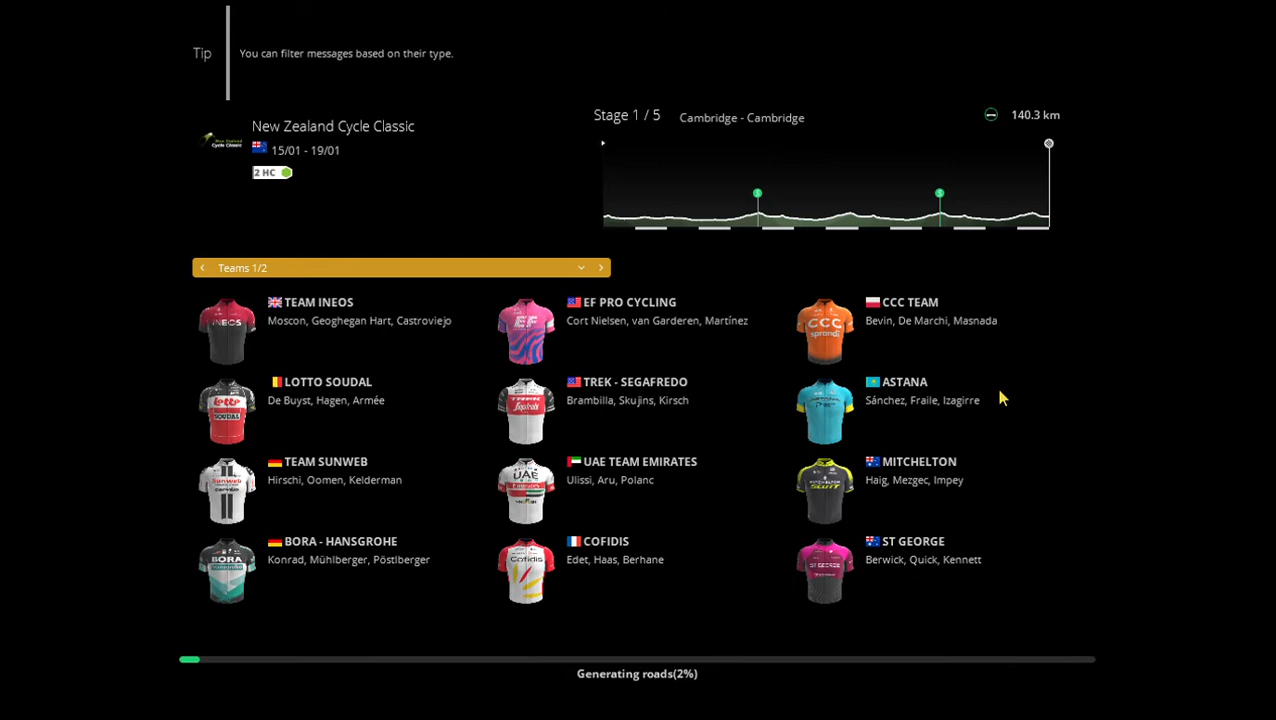 Tip
You can filter messages based on their type.
New Zealand Cycle Classic
15/01 - 19/01
2 HC
Stage 1 / 5
Cambridge - Cambridge
140.3 km
Teams 1/2
TEAM INEOS
Moscon, Geoghegan Hart, Castroviejo
EF PRO CYCLING
Cort Nielsen, van Garderen, Martínez
CCC TEAM
Bevin, De Marchi, Masnada
LOTTO SOUDAL
De Buyst, Hagen, Armée
TREK - SEGAFREDO
Brambilla, Skujins, Kirsch
ASTANA
Sánchez, Fraile, Izagirre
TEAM SUNWEB
Hirschi, Oomen, Kelderman
UAE TEAM EMIRATES
Ulissi, Aru, Polanc
MITCHELTON
Haig, Mezgec, Impey
BORA - HANSGROHE
Konrad, Mühlberger, Pöstlberger
COFIDIS
Edet, Haas, Berhane
ST GEORGE
Berwick, Quick, Kennett
Generating roads(2%)